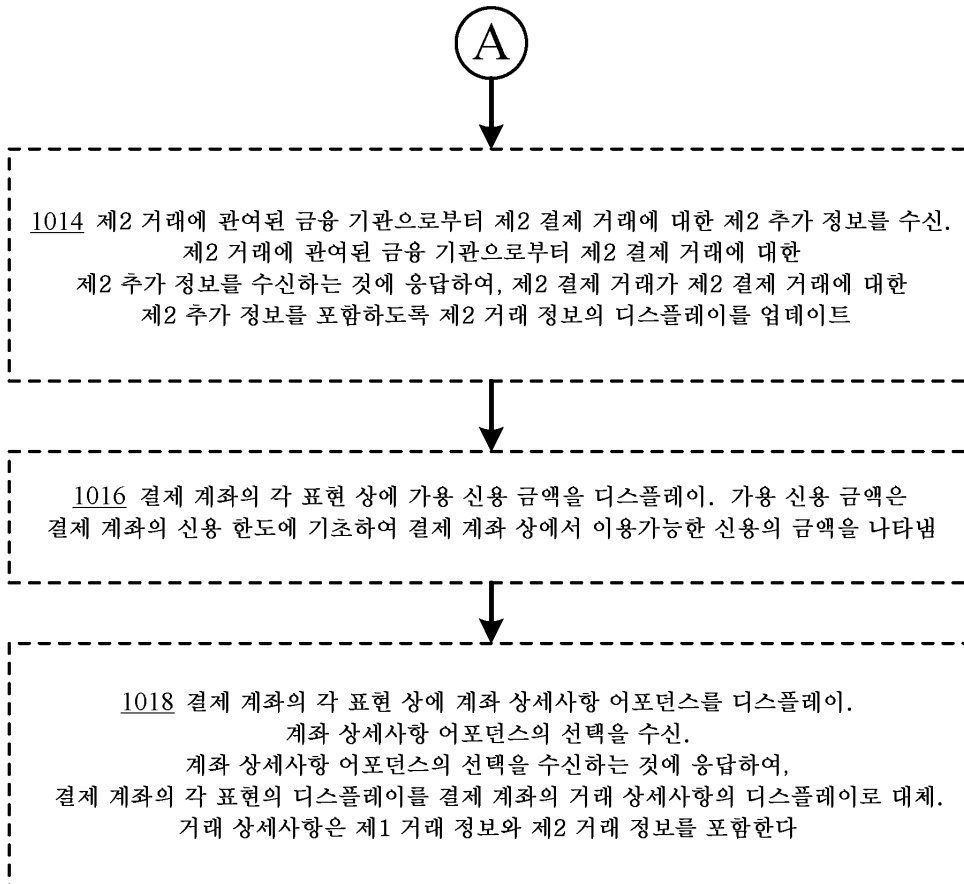 A
1014 제2 거래에 관여된 금융 기관으로부터 제2 결제 거래에 대한 제2 추가 정보를 수신.
제2 거래에 관여된 금융 기관으로부터 제2 결제 거래에 대한
제2 추가 정보를 수신하는 것에 응답하여, 제2 결제 거래가 제2 결제 거래에 대한
제2 추가 정보를 포함하도록 제2 거래 정보의 디스플레이를 업데이트
1016 결제 계좌의 각 표현 상에 가용 신용 금액을 디스플레이. 가용 신용 금액은
결제 계좌의 신용 한도에 기초하여 결제 계좌 상에서 이용가능한 신용의 금액을 나타냄
1018 결제 계좌의 각 표현 상에 계좌 상세사항 어포던스를 디스플레이.
계좌 상세사항 어포던스의 선택을 수신.
계좌 상세사항 어포던스의 선택을 수신하는 것에 응답하여,
결제 계좌의 각 표현의 디스플레이를 결제 계좌의 거래 상세사항의 디스플레이로 대체.
거래 상세사항은 제1 거래 정보와 제2 거래 정보를 포함한다